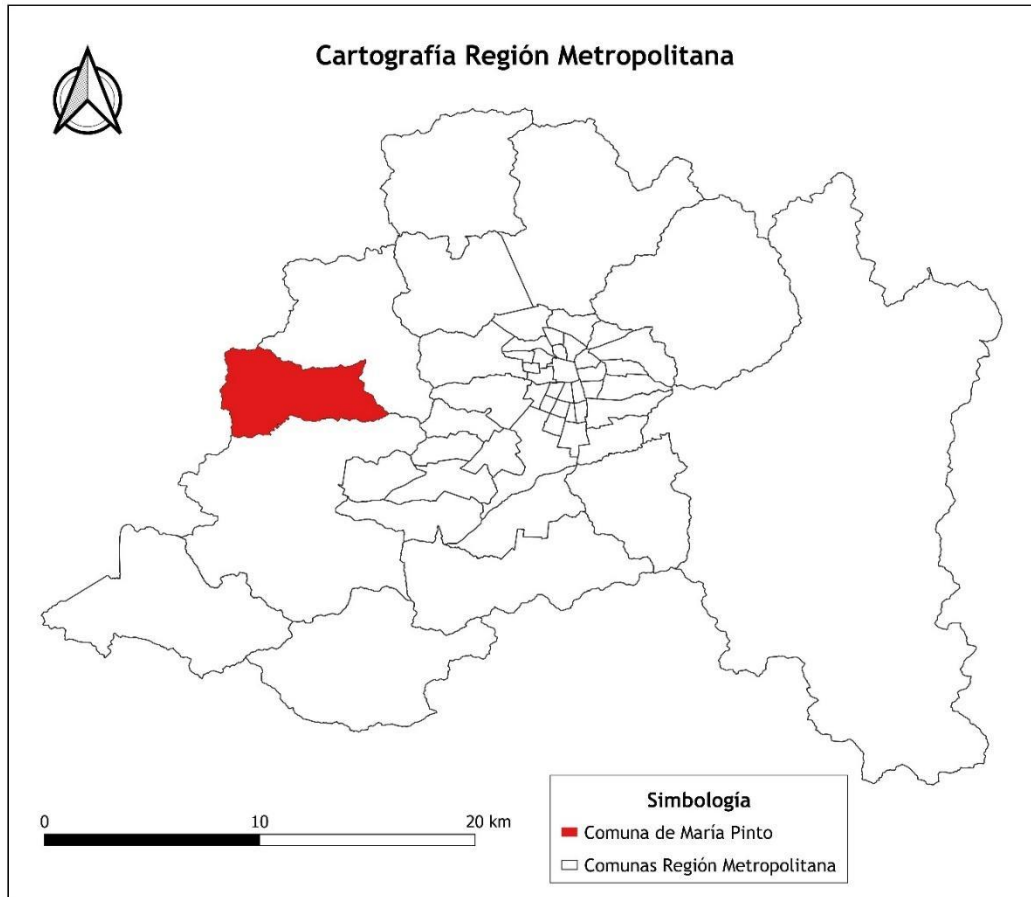 Cartografía Región Metropolitana
0 10 20 km
Simbología
Comuna de María Pinto
Comunas Región Metropolitana